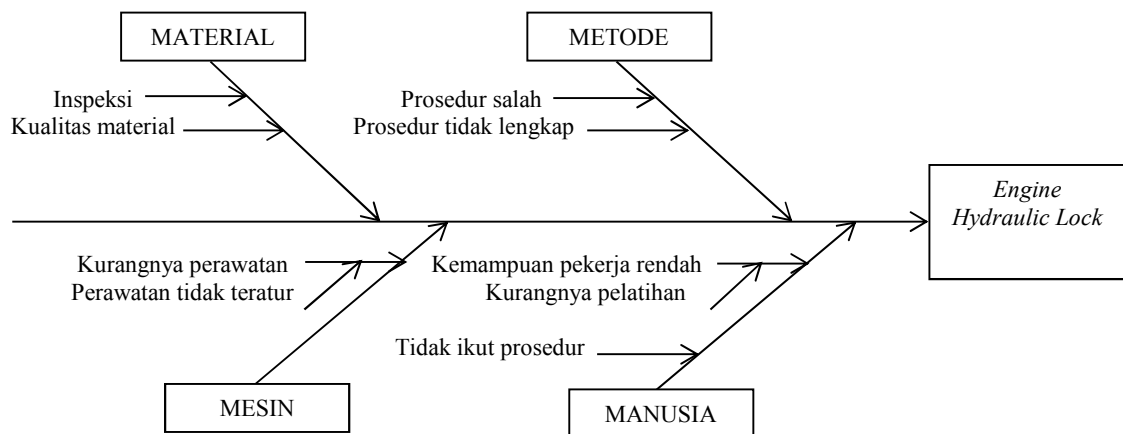 MATERIAL
METODE
Inspeksi
Kualitas material
Prosedur salah
Prosedur tidak lengkap
Engine
Hydraulic Lock
Kurangnya perawatan
Perawatan tidak teratur
Kemampuan pekerja rendah
Kurangnya pelatihan
Tidak ikut prosedur
MESIN
MANUSIA